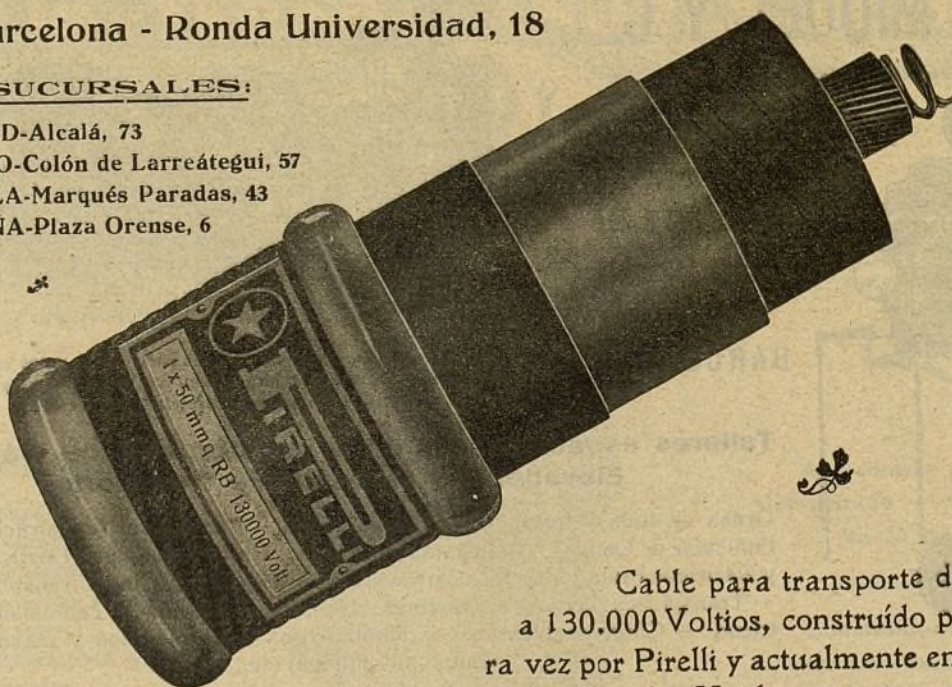 rcelona - Ronda Universidad, 18
SUCURSALES:
D-Alcalá, 73
O-Colón de Larreátegui, 57
LA-Marqués Paradas, 43
ÑA-Plaza Orense, 6
PIRELLI
1 x 50 mmq RB 130000 Volt
Cable para transporte d
a 130.000 Voltios, construído p
ra vez por Pirelli y actualmente en